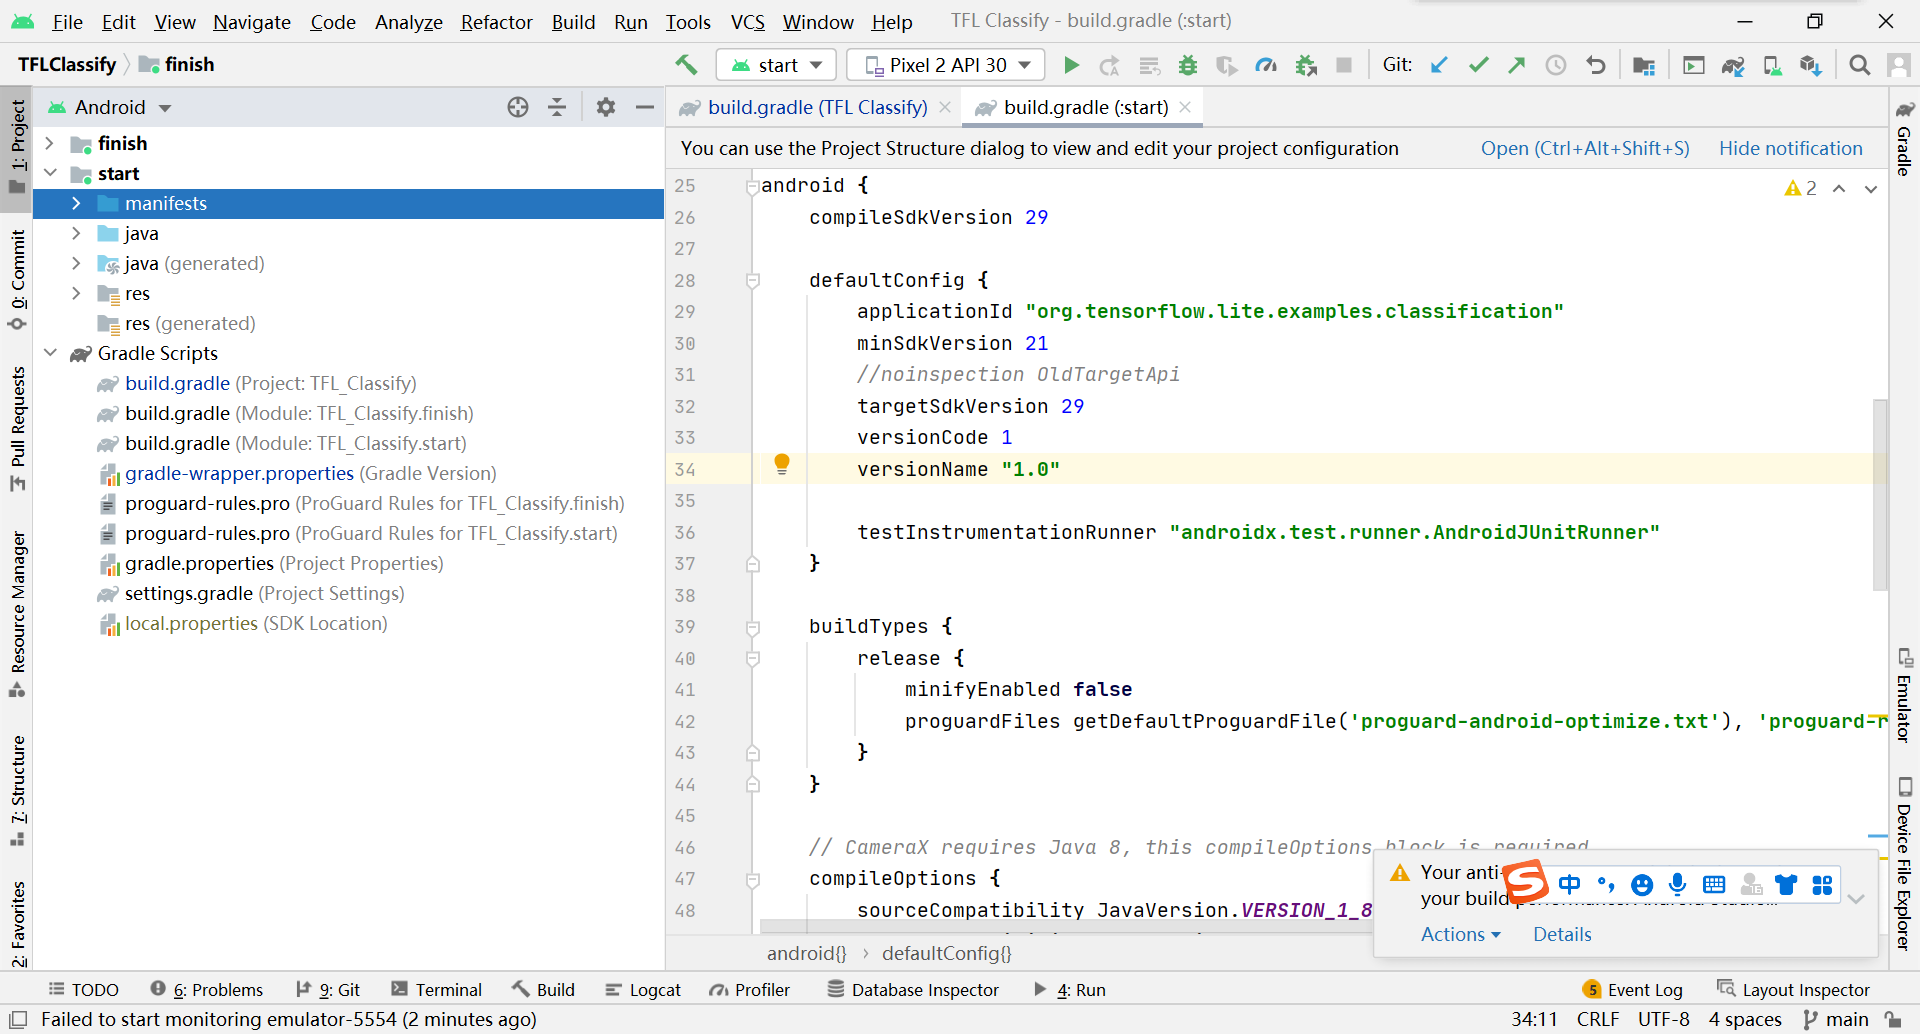 File Edit View Navigate Code Analyze Refactor Build Run Tools VCS Window Help TFL Classify - build.gradle (:start)
TFLClassify finish
start Pixel 2 API 30 Git:
1: Project
0: Commit
Pull Requests
Resource Manager
7: Structure
2: Favorites
Android
finish
start
manifests
java
java (generated)
res
res (generated)
Gradle Scripts
build.gradle (Project: TFL_Classify)
build.gradle (Module: TFL_Classify.finish)
build.gradle (Module: TFL_Classify.start)
gradle-wrapper.properties (Gradle Version)
proguard-rules.pro (ProGuard Rules for TFL_Classify.finish)
proguard-rules.pro (ProGuard Rules for TFL_Classify.start)
gradle.properties (Project Properties)
settings.gradle (Project Settings)
local.properties (SDK Location)
build.gradle (TFL Classify) build.gradle (:start)
You can use the Project Structure dialog to view and edit your project configuration Open (Ctrl+Alt+Shift+S) Hide notification
2
25 android {
26 compileSdkVersion 29
27
28 defaultConfig {
29 applicationId "org.tensorflow.lite.examples.classification"
30 minSdkVersion 21
31 //noinspection OldTargetApi
32 targetSdkVersion 29
33 versionCode 1
34 versionName "1.0"
35
36 testInstrumentationRunner "androidx.test.runner.AndroidJUnitRunner"
37 }
38
39 buildTypes {
40 release {
41 minifyEnabled false
42 proguardFiles getDefaultProguardFile('proguard-android-optimize.txt'), 'proguard-r
43 }
44 }
45
46 // CameraX requires Java 8, this compileOptions block is required
47 compileOptions {
48 sourceCompatibility JavaVersion.VERSION_1_8
android{} › defaultConfig{}
Your anti-
your build
Actions Details
S 中
Gradle
Emulator
Device File Explorer
TODO 6: Problems 9: Git Terminal Build Logcat Profiler Database Inspector 4: Run 5 Event Log Layout Inspector
Failed to start monitoring emulator-5554 (2 minutes ago) 34:11 CRLF UTF-8 4 spaces main